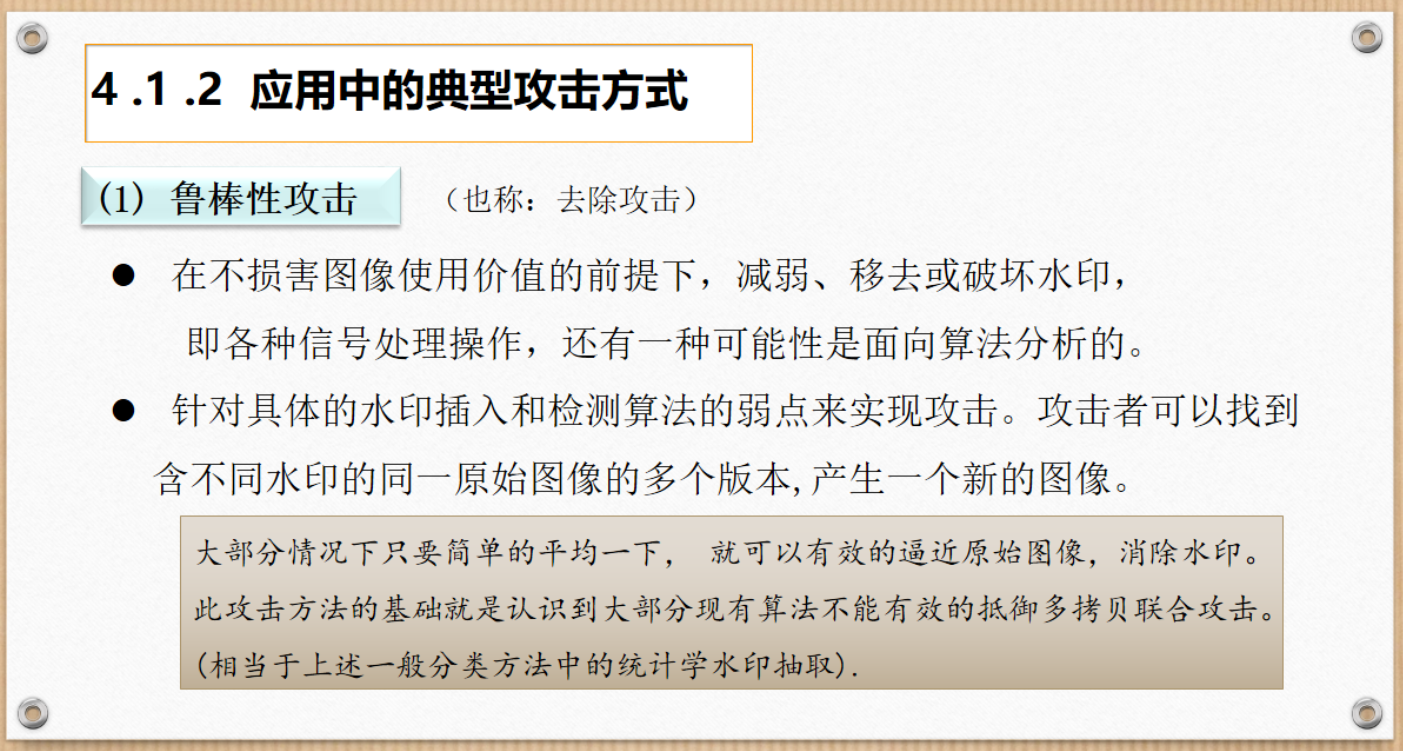 4 .1 .2 应用中的典型攻击方式
(1) 鲁棒性攻击 （也称：去除攻击）
● 在不损害图像使用价值的前提下，减弱、移去或破坏水印，
即各种信号处理操作，还有一种可能性是面向算法分析的。
● 针对具体的水印插入和检测算法的弱点来实现攻击。攻击者可以找到
含不同水印的同一原始图像的多个版本,产生一个新的图像。
大部分情况下只要简单的平均一下， 就可以有效的逼近原始图像，消除水印。
此攻击方法的基础就是认识到大部分现有算法不能有效的抵御多拷贝联合攻击。
(相当于上述一般分类方法中的统计学水印抽取).